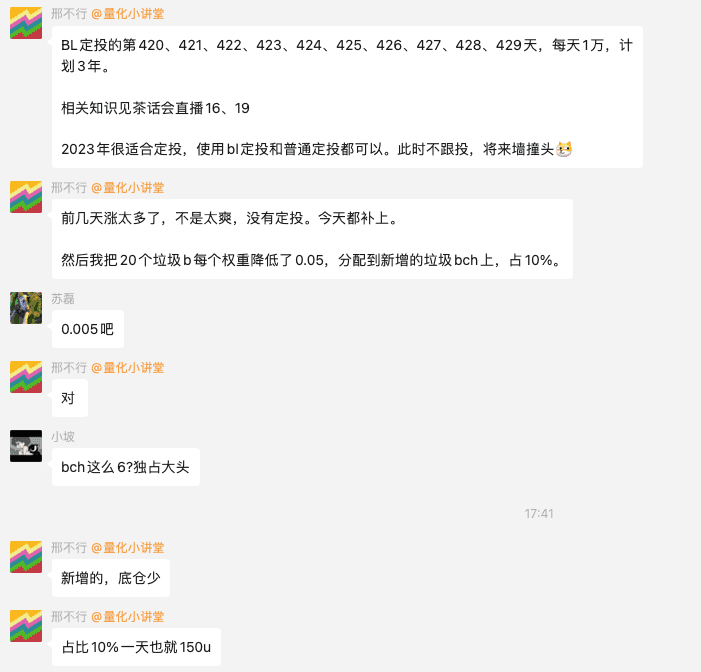 邢不行 @量化小讲堂
BL定投的第420、421、422、423、424、425、426、427、428、429天，每天1万，计
划3年。
相关知识见茶话会直播16、19
2023年很适合定投，使用bl定投和普通定投都可以。此时不跟投，将来墙撞头
邢不行 @量化小讲堂
前几天涨太多了，不是太爽，没有定投。今天都补上。
然后我把20个垃圾b每个权重降低了0.05，分配到新增的垃圾bch上，占10%。
苏磊
0.005吧
邢不行 @量化小讲堂
对
小坡
bch这么6?独占大头
17:41
邢不行 @量化小讲堂
新增的，底仓少
邢不行 @量化小讲堂
占比10%一天也就150u